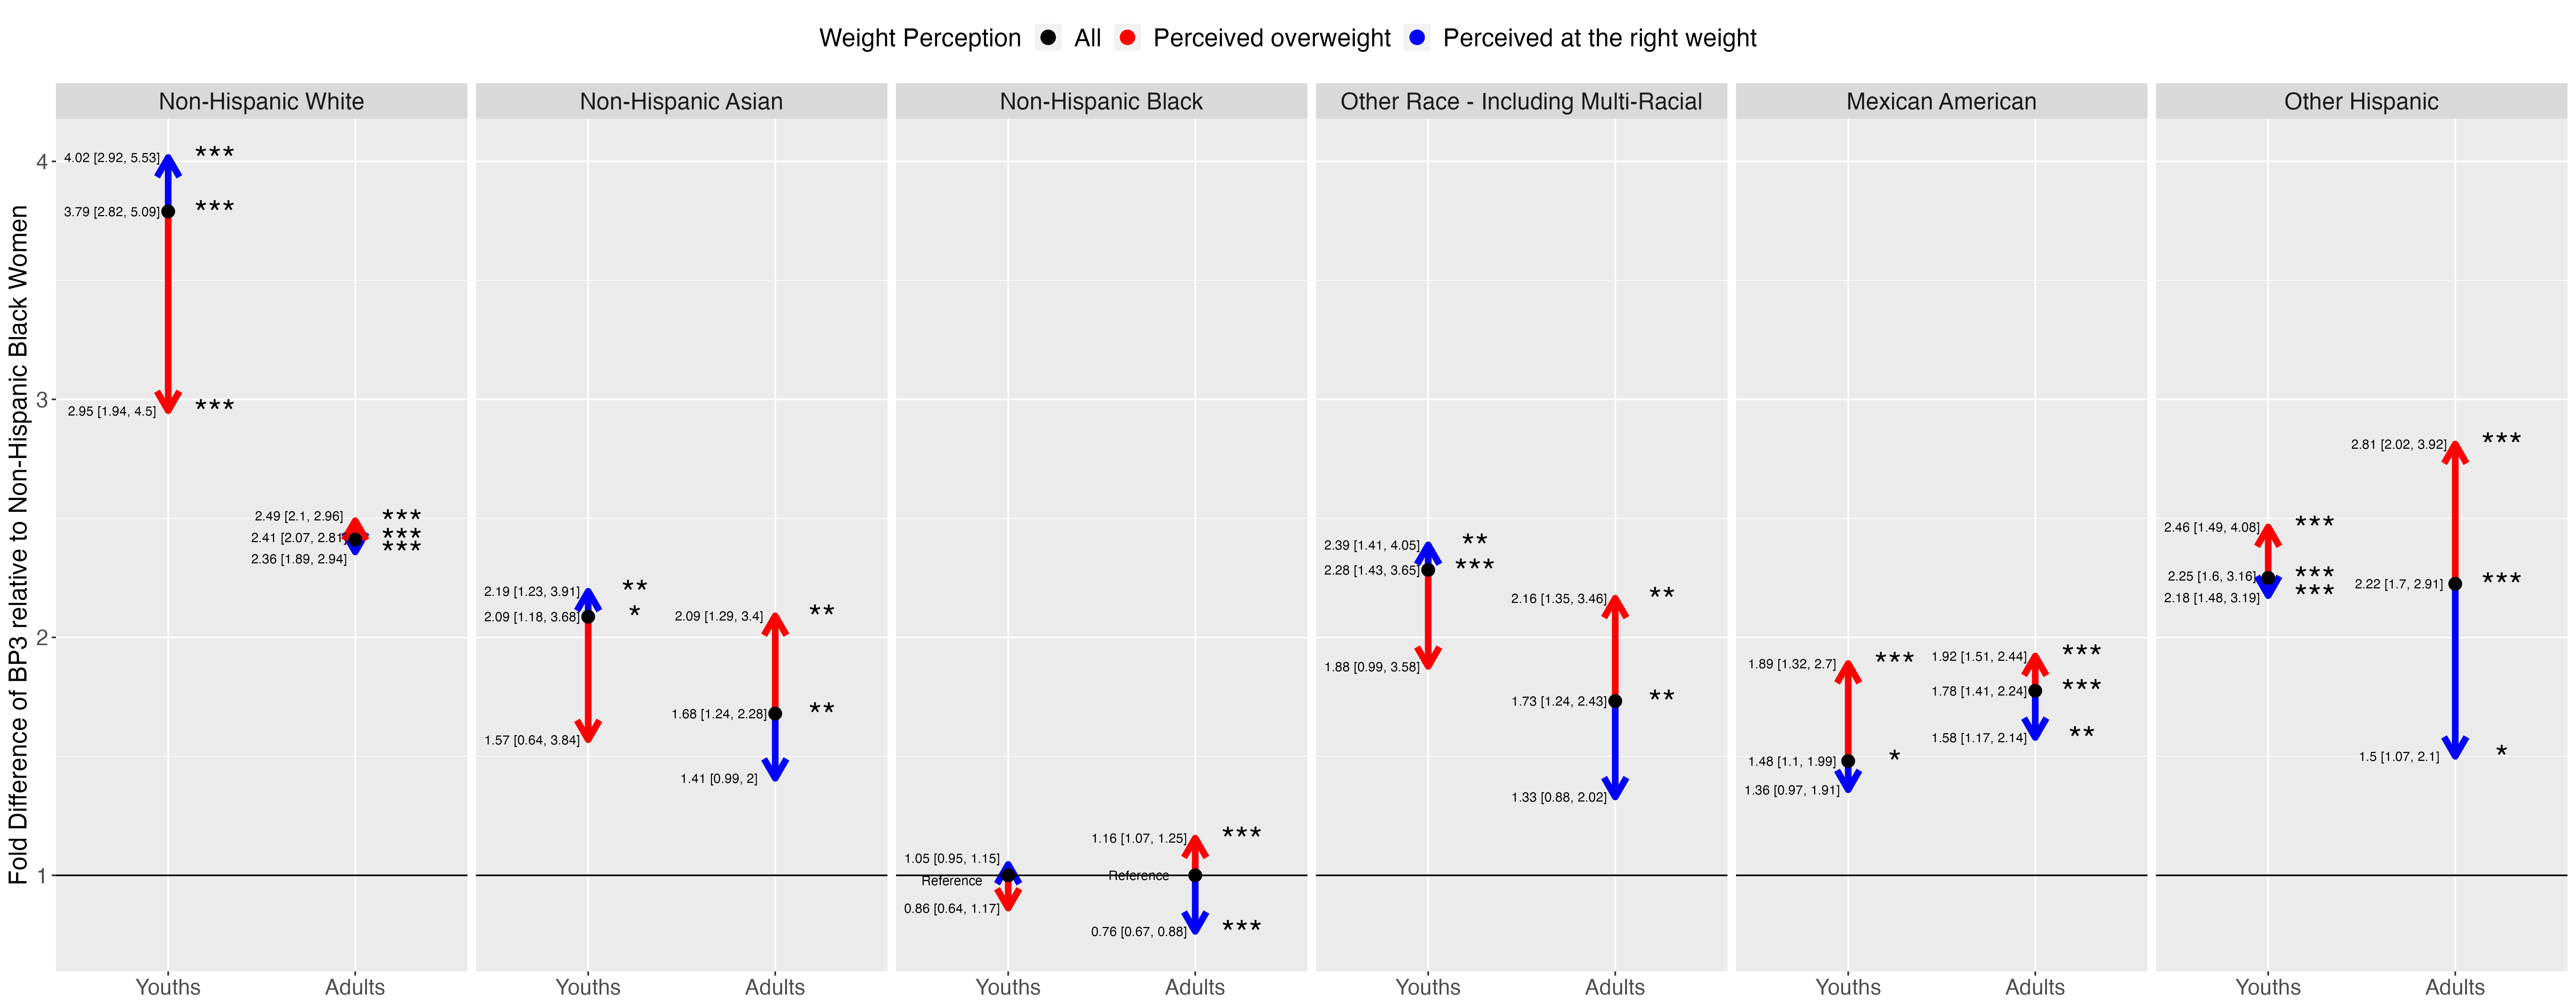 Weight Perception All Perceived overweight Perceived at the right weight
Fold Difference of BP3 relative to Non-Hispanic Black Women
4
3
2
1
Non-Hispanic White
4.02 [2.92, 5.53] ***
3.79 [2.82, 5.09] ***
2.95 [1.94, 4.5] ***
2.49 [2.1, 2.96] ***
2.41 [2.07, 2.81] ***
2.36 [1.89, 2.94] ***
Youths Adults
Non-Hispanic Asian
2.19 [1.23, 3.91] **
2.09 [1.18, 3.68] *
1.57 [0.64, 3.84]
2.09 [1.29, 3.4] **
1.68 [1.24, 2.28] **
1.41 [0.99, 2]
Youths Adults
Non-Hispanic Black
1.05 [0.95, 1.15]
Reference
0.86 [0.64, 1.17]
1.16 [1.07, 1.25] ***
Reference
0.76 [0.67, 0.88] ***
Youths Adults
Other Race - Including Multi-Racial
2.39 [1.41, 4.05] **
2.28 [1.43, 3.65] ***
1.88 [0.99, 3.58]
2.16 [1.35, 3.46] **
1.73 [1.24, 2.43] **
1.33 [0.88, 2.02]
Youths Adults
Mexican American
1.89 [1.32, 2.7] ***
1.48 [1.1, 1.99] *
1.36 [0.97, 1.91]
1.92 [1.51, 2.44] ***
1.78 [1.41, 2.24] ***
1.58 [1.17, 2.14] **
Youths Adults
Other Hispanic
2.46 [1.49, 4.08] ***
2.25 [1.6, 3.16] ***
2.18 [1.48, 3.19] ***
2.81 [2.02, 3.92] ***
2.22 [1.7, 2.91] ***
1.5 [1.07, 2.1] *
Youths Adults